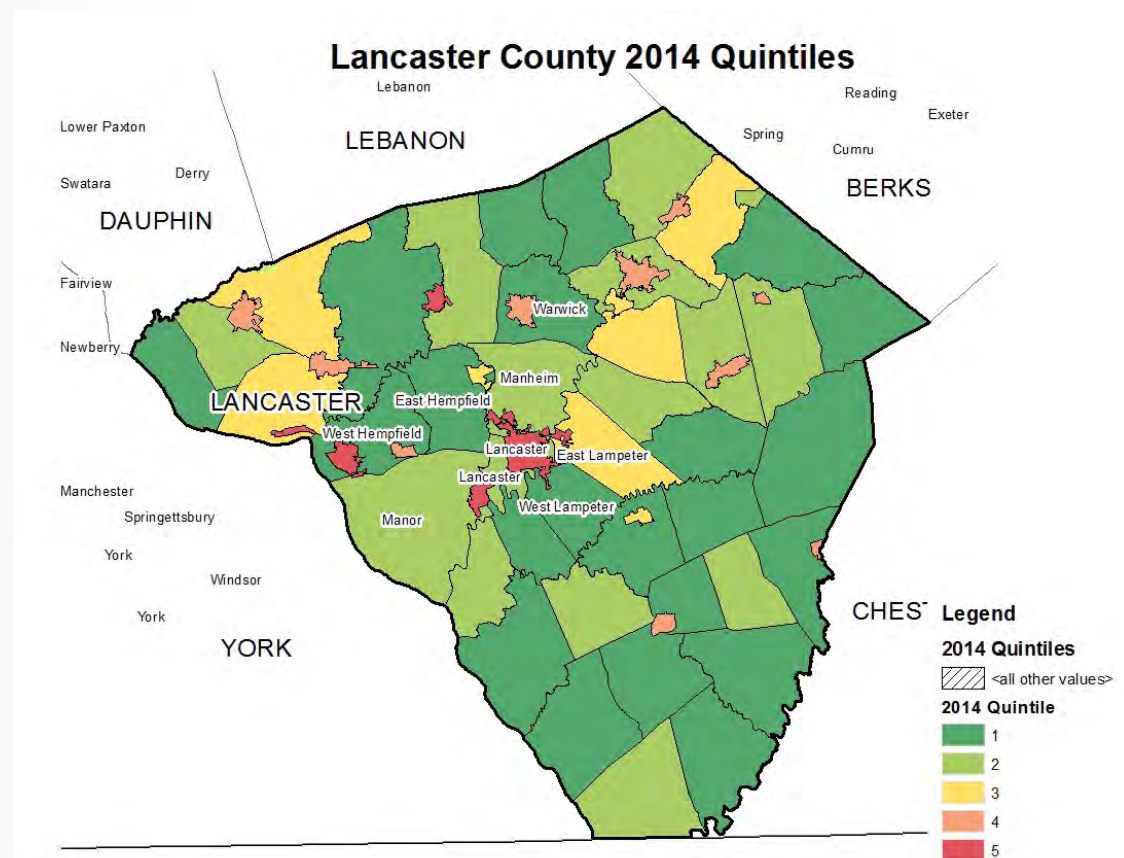 Lancaster County 2014 Quintiles
Lebanon
Reading
Exeter
Lower Paxton
LEBANON
Spring
Cumru
Derry
Swatara
BERKS
DAUPHIN
Fairview
Warwick
Newberry
Manheim
LANCASTER
East Hempfield
West Hempfield
Lancaster
East Lampeter
Lancaster
Manchester
West Lampeter
Springettsbury
Manor
York
Windsor
York
CHES
YORK
Legend
2014 Quintiles
<all other values>
2014 Quintile
1
2
3
4
5